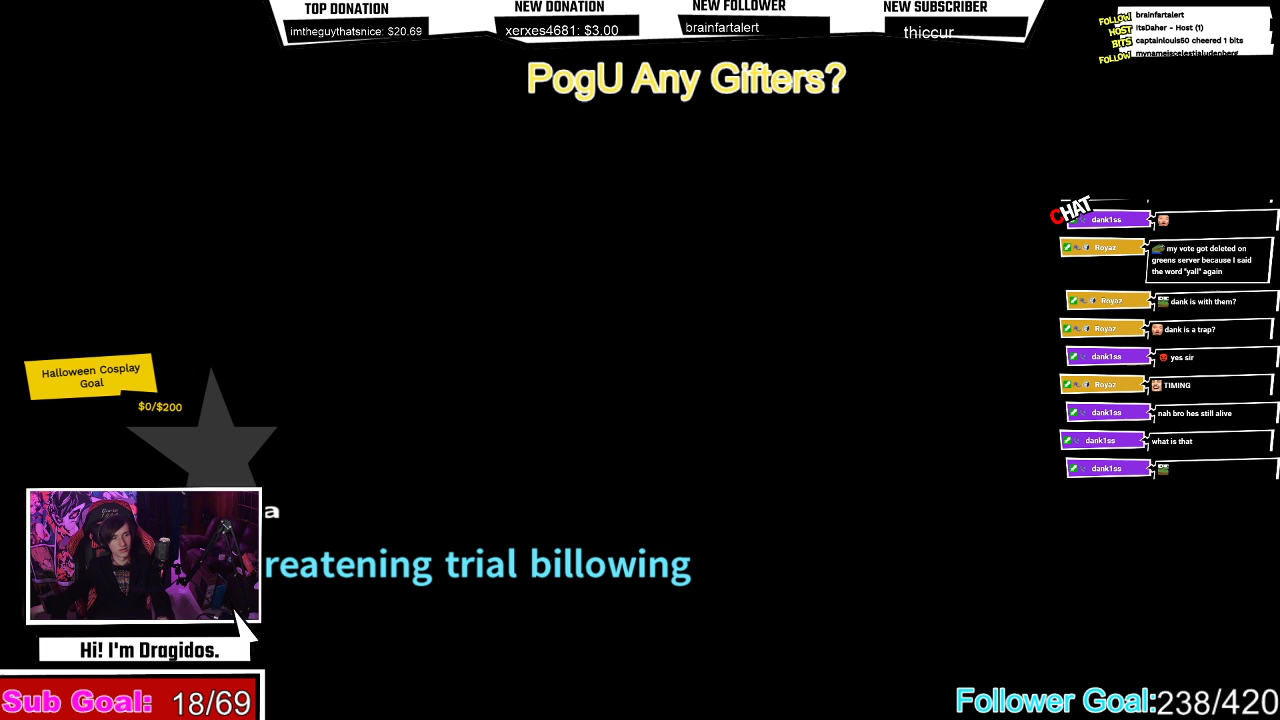 TOP DONATION
imtheguythatsnice: $20.69
NEW DONATION
xerxes4681: $3.00
NEW FOLLOWER
brainfartalert
NEW SUBSCRIBER
thiccur
FOLLOW brainfartalert
HOST ItsDaher - Host (1)
BITS captainlouis50 cheered 1 bits
FOLLOW mynameiscelestialudenberg
PogU Any Gifters?
CHAT
dank1ss
Royaz my vote got deleted on
greens server because I said
the word "yall" again
Royaz dank is with them?
Royaz dank is a trap?
dank1ss yes sir
Royaz TIMING
dank1ss nah bro hes still alive
dank1ss what is that
dank1ss
Halloween Cosplay
Goal
$0/$200
a
reatening trial billowing
Hi! I'm Dragidos.
Sub Goal: 18/69
Follower Goal:238/420